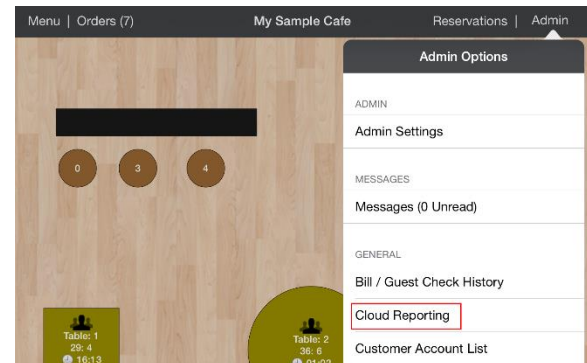 Menu | Orders (7) My Sample Cafe Reservations | Admin
Admin Options
ADMIN
Admin Settings
MESSAGES
Messages (0 Unread)
GENERAL
Bill / Guest Check History
Cloud Reporting
Customer Account List
0 3 4
Table: 1
29: 4
16:13
Table: 2
36: 6
01:03